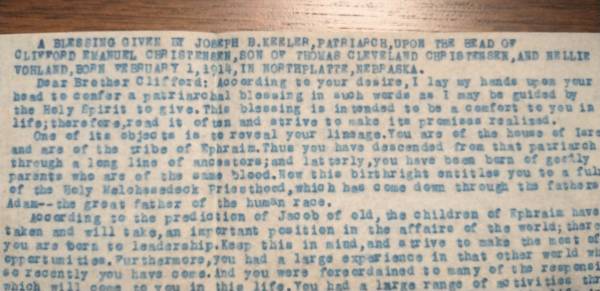 A BLESSING GIVEN BY JOSEPH B.KEELER,PATRIARCH,UPON THE HEAD OF
CLIFFORD EMANUEL CHRISTENSEN,SON OF THOMAS CLEVELAND CHRISTENSEN,AND NELLIE
VOHLAND,BORN FEBRUARY 1,1914,IN NORTHPLATTE,NEBRASKA.
Dear Brother Clifford: According to your desire,I lay my hands upon your
head to confer a patriarchal blessing in such words as I may be guided by
the Holy Spirit to give.This blessing is intended to be a comfort to you in
life;therefore,read it often and strive to make its promises realized.
One of its objects is to reveal your lineage.You are of the house of Isra
and are of the tribe of Ephraim.Thus you have descended from that patriarch
through a long line of ancestors;and latterly,you have been born of goodly
parents who are of the same blood.Now this birthright entitles you to a ful
of the Holy Melchesedeck Priesthood,which has come down through the fathers
Adam--the great father of the human race.
According to the prediction of Jacob of old,the children of Ephraim have
taken and will take,an important position in the affairs of the world;there
you are born to leadership.Keep this in mind,and strive to make the most of
opportunities.Furthermore,you had a large experience in that other world wh
so recently you have come.And you were foreordained to many of the responsi
which will come to you in this life.You had a large range of activities thr